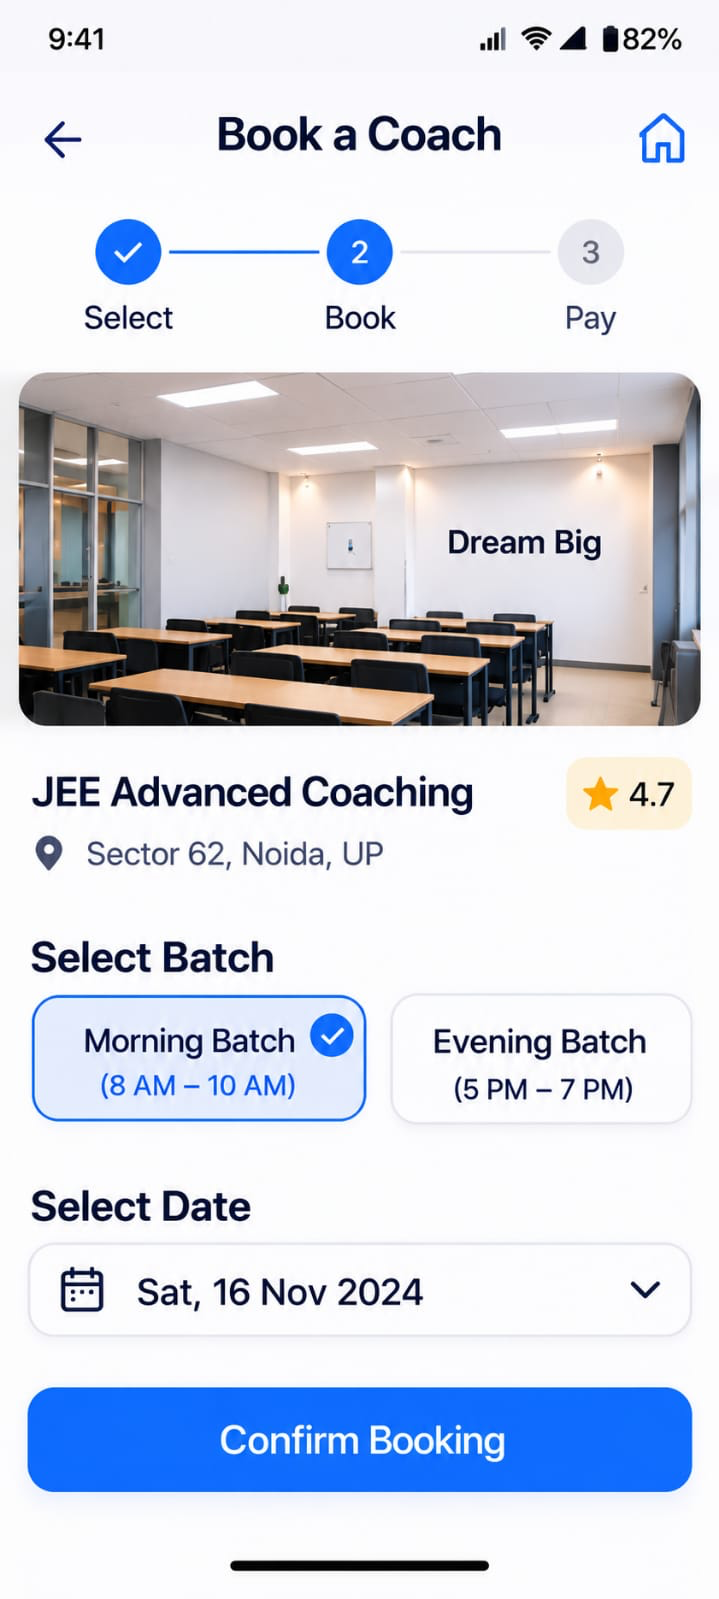 9:41
82%
Book a Coach
2
3
Select
Book
Pay
Dream Big
JEE Advanced Coaching
4.7
Sector 62, Noida, UP
Select Batch
Morning Batch
(8 AM – 10 AM)
Evening Batch
(5 PM – 7 PM)
Select Date
Sat, 16 Nov 2024
Confirm Booking